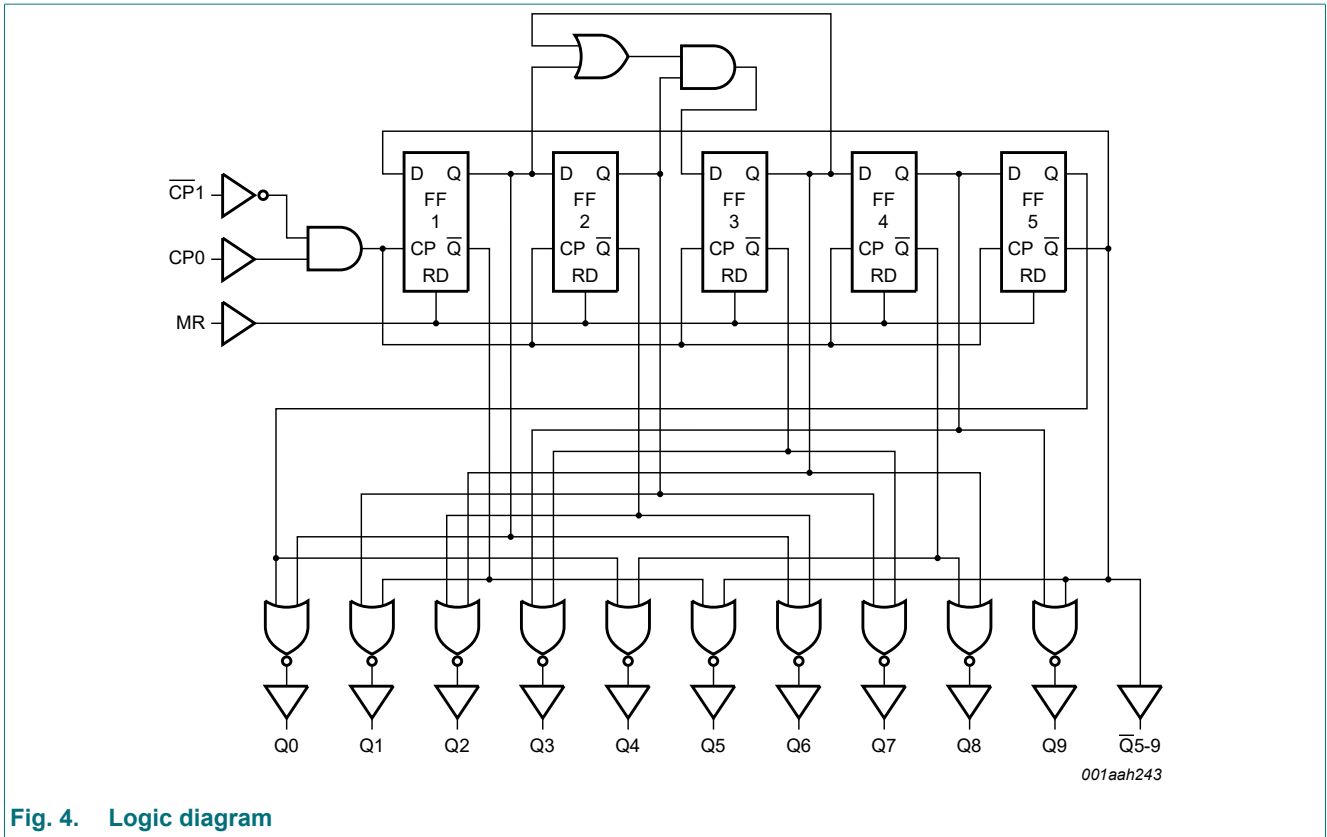 D Q D Q D Q D Q D Q
FF FF FF FF FF
1 2 3 4 5
C̅P̅1
CP0
MR
CP Q̅ CP Q̅ CP Q̅ CP Q̅ CP Q̅
RD RD RD RD RD
Q0 Q1 Q2 Q3 Q4 Q5 Q6 Q7 Q8 Q9 Q̅5-9
001aah243
Fig. 4. Logic diagram